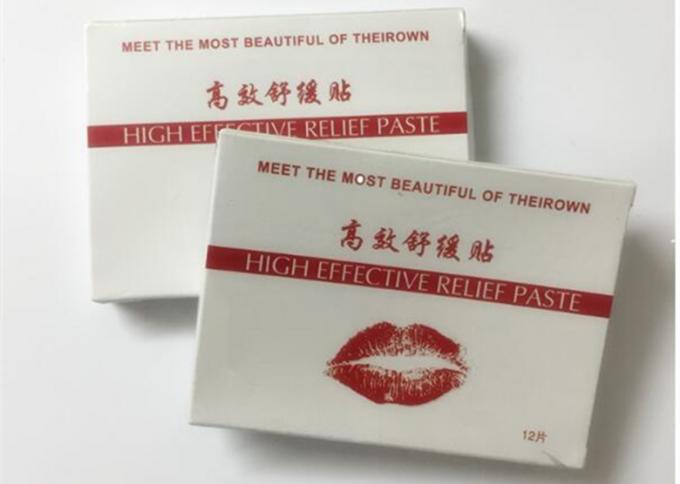 MEET THE MOST BEAUTIFUL OF THEIROWN
高效舒缓贴
HIGH EFFECTIVE RELIEF PASTE
MEET THE MOST BEAUTIFUL OF THEIROWN
高效舒缓贴
HIGH EFFECTIVE RELIEF PASTE
12片